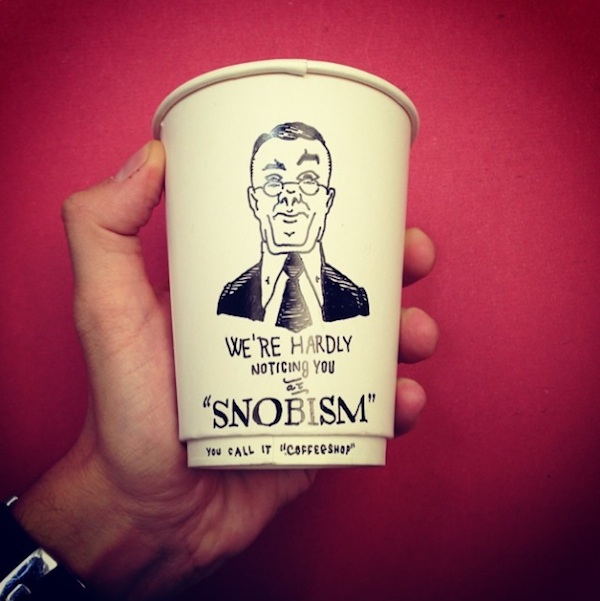 WE'RE HARDLY
NOTICING YOU
at
"SNOBISM"
YOU CALL IT "COFFEESHOP"